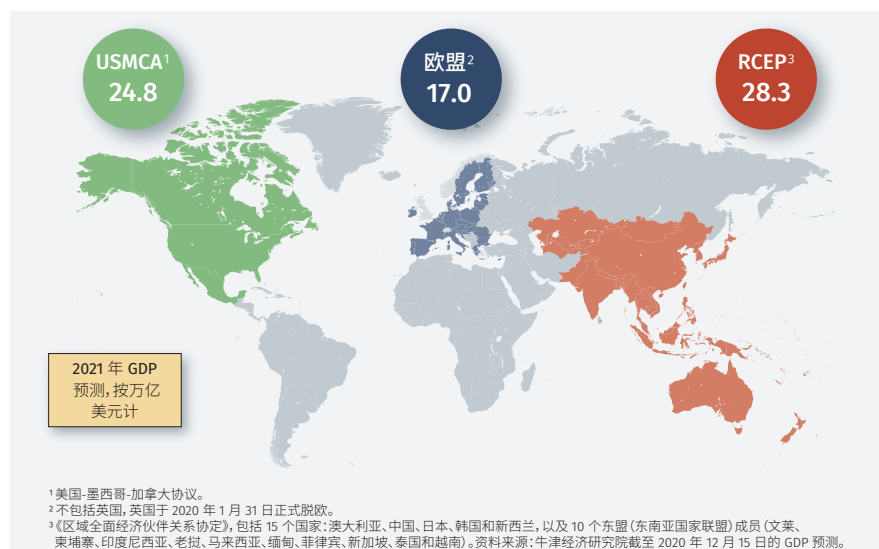 USMCA¹
24.8
欧盟²
17.0
RCEP³
28.3
2021 年 GDP
预测,按万亿
美元计
¹ 美国-墨西哥-加拿大协议。
² 不包括英国,英国于 2020 年 1 月 31 日正式脱欧。
³《区域全面经济伙伴关系协定》,包括 15 个国家:澳大利亚、中国、日本、韩国和新西兰,以及 10 个东盟(东南亚国家联盟)成员(文莱、
柬埔寨、印度尼西亚、老挝、马来西亚、缅甸、菲律宾、新加坡、泰国和越南)。资料来源:牛津经济研究院截至 2020 年 12 月 15 日的 GDP 预测。